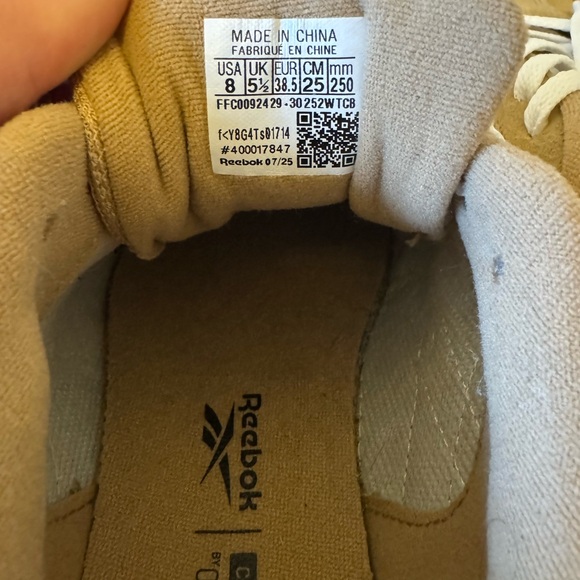 MADE IN CHINA
FABRIQUÉ EN CHINE
USA UK EUR CM mm
8 5½ 38.5 25 250
FFC0092429-30252WTCB
f<Y8G4Ts01714
#400017847
Reebok 07/25
Reebok
BY